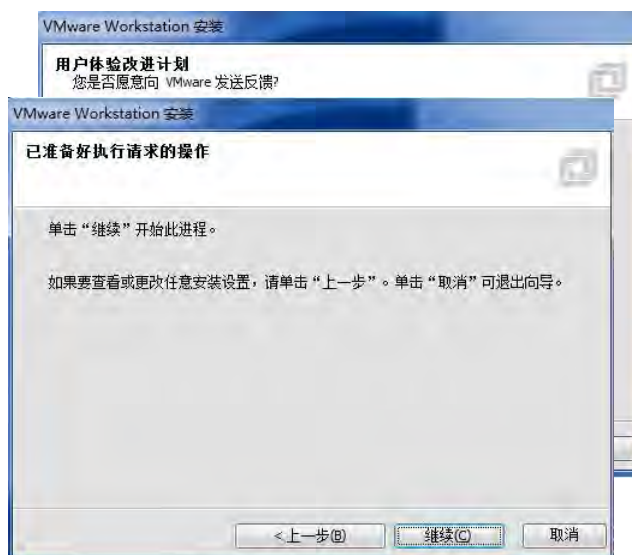 VMware Workstation 安装
用户体验改进计划
您是否愿意向 VMware 发送反馈?
VMware Workstation 安装
已准备好执行请求的操作
单击“继续”开始此进程。
如果要查看或更改任意安装设置，请单击“上一步”。单击“取消”可退出向导。
<上一步(B) 继续(C) 取消